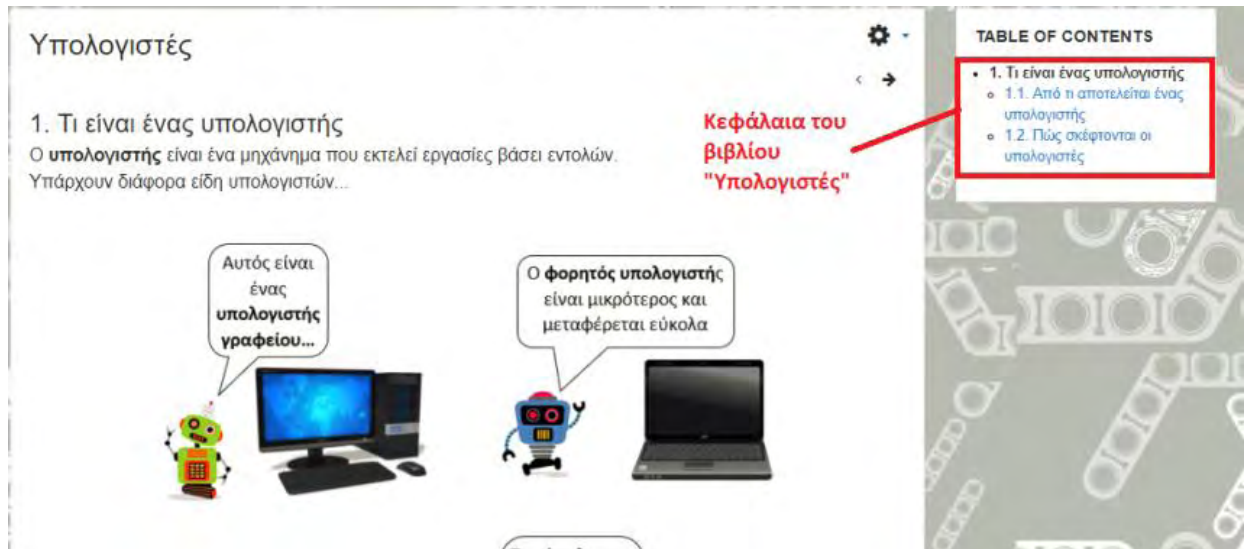 Υπολογιστές
1. Τι είναι ένας υπολογιστής
Ο υπολογιστής είναι ένα μηχάνημα που εκτελεί εργασίες βάσει εντολών.
Υπάρχουν διάφορα είδη υπολογιστών...
Αυτός είναι
ένας
υπολογιστής
γραφείου...
Ο φορητός υπολογιστής
είναι μικρότερος και
μεταφέρεται εύκολα
Κεφάλαια του
βιβλίου
"Υπολογιστές"
TABLE OF CONTENTS
1. Τι είναι ένας υπολογιστής
1.1. Από τι αποτελείται ένας
υπολογιστής
1.2. Πώς σκέφτονται οι
υπολογιστές